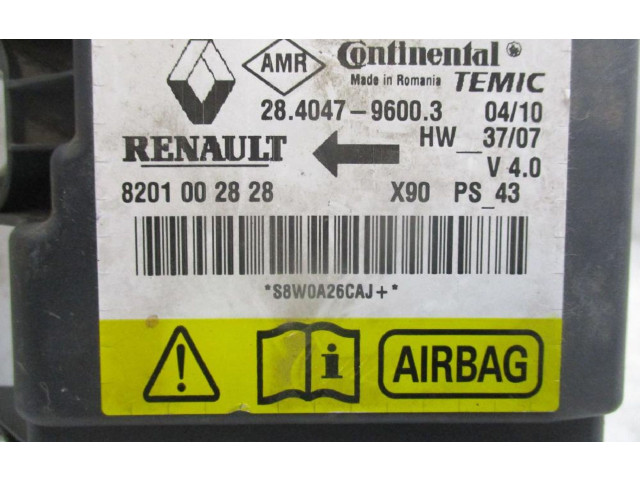 AMR Continental
Made in Romania TEMIC
28.4047-9600.3 04/10
RENAULT HW__37/07
V 4.0
8201 00 28 28 X90 PS_43
*S8W0A26CAJ+*
! i AIRBAG